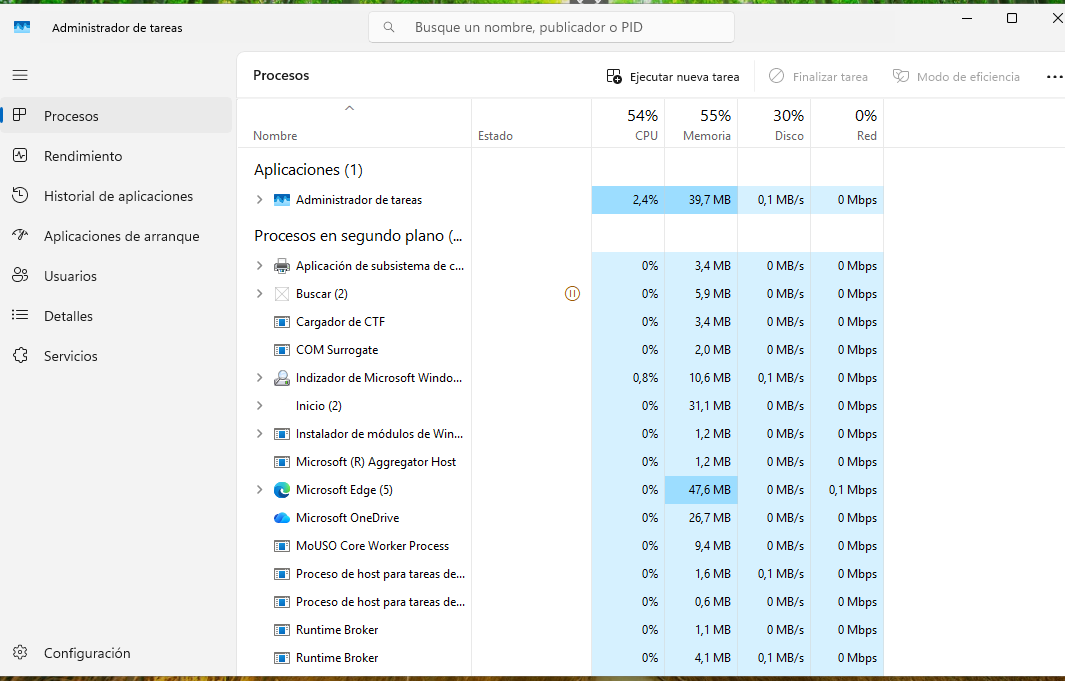 Administrador de tareas
Busque un nombre, publicador o PID
Procesos
Ejecutar nueva tarea
Finalizar tarea
Modo de eficiencia
Procesos
Rendimiento
Historial de aplicaciones
Aplicaciones de arranque
Usuarios
Detalles
Servicios
Configuración
54% 55% 30% 0%
Nombre Estado CPU Memoria Disco Red
Aplicaciones (1)
Administrador de tareas 2,4% 39,7 MB 0,1 MB/s 0 Mbps
Procesos en segundo plano (...
Aplicación de subsistema de c... 0% 3,4 MB 0 MB/s 0 Mbps
Buscar (2) 0% 5,9 MB 0 MB/s 0 Mbps
Cargador de CTF 0% 3,4 MB 0 MB/s 0 Mbps
COM Surrogate 0% 2,0 MB 0 MB/s 0 Mbps
Indizador de Microsoft Windo... 0,8% 10,6 MB 0,1 MB/s 0 Mbps
Inicio (2) 0% 31,1 MB 0 MB/s 0 Mbps
Instalador de módulos de Win... 0% 1,2 MB 0 MB/s 0 Mbps
Microsoft (R) Aggregator Host 0% 1,2 MB 0 MB/s 0 Mbps
Microsoft Edge (5) 0% 47,6 MB 0 MB/s 0,1 Mbps
Microsoft OneDrive 0% 26,7 MB 0 MB/s 0 Mbps
MoUSO Core Worker Process 0% 9,4 MB 0 MB/s 0 Mbps
Proceso de host para tareas de... 0% 1,6 MB 0,1 MB/s 0 Mbps
Proceso de host para tareas de... 0% 0,6 MB 0 MB/s 0 Mbps
Runtime Broker 0% 1,1 MB 0 MB/s 0 Mbps
Runtime Broker 0% 4,1 MB 0,1 MB/s 0 Mbps